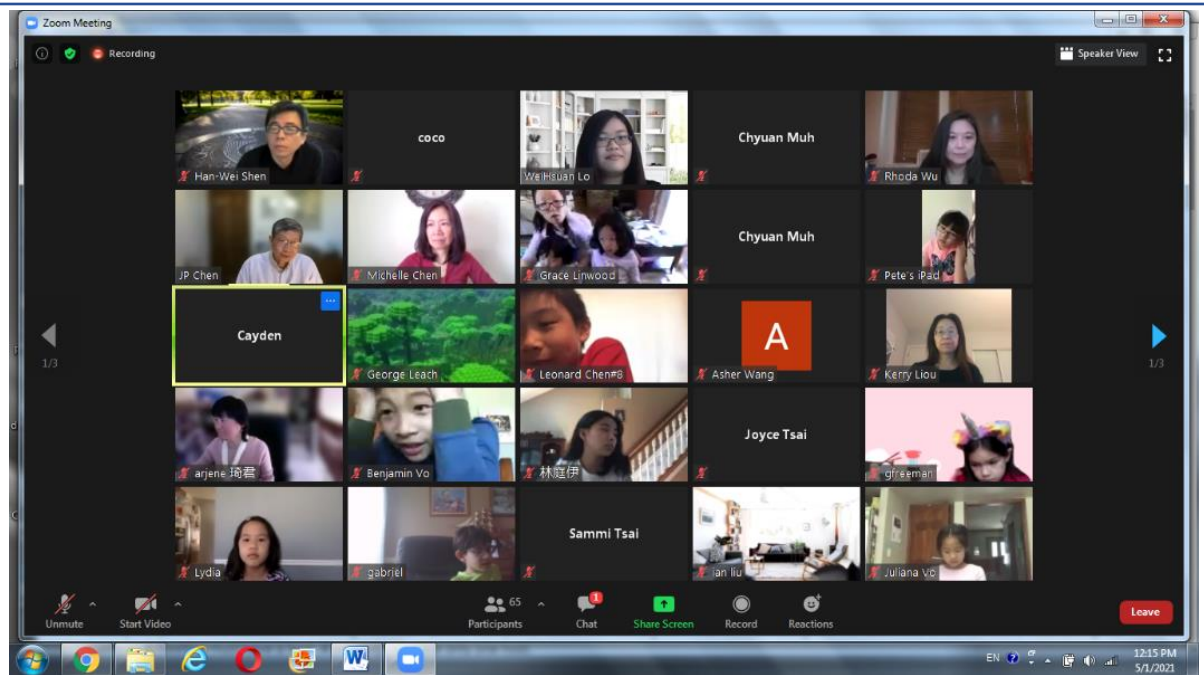 Zoom Meeting
Recording
Speaker View
Han-Wei Shen
coco
Wei Hsuan Lo
Chyuan Muh
Rhoda Wu
JP Chen
Michelle Chen
Grace Linwood
Chyuan Muh
Pete's iPad
Cayden
George Leach
Leonard Chen#8
A
Asher Wang
Kerry Liou
1/3
1/3
arjene 琦君
Benjamin Vo
林庭伊
Joyce Tsai
gfreeman
Lydia
gabriel
Sammi Tsai
ian liu
Juliana Vo
Unmute
Start Video
65
Participants
1
Chat
Share Screen
Record
Reactions
Leave
W
EN
12:15 PM
5/1/2021